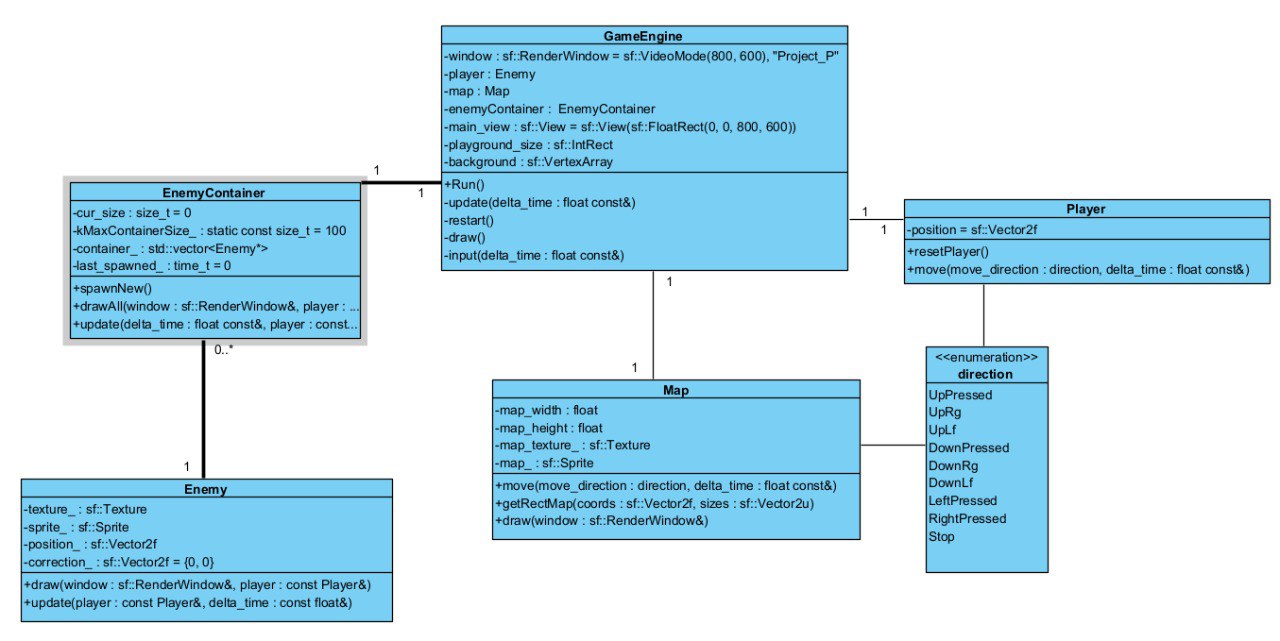 GameEngine
-window : sf::RenderWindow = sf::VideoMode(800, 600), "Project_P"
-player : Enemy
-map : Map
-enemyContainer :  EnemyContainer
-main_view : sf::View = sf::View(sf::FloatRect(0, 0, 800, 600))
-playground_size : sf::IntRect
-background : sf::VertexArray
+Run()
-update(delta_time : float const&)
-restart()
-draw()
-input(delta_time : float const&)
1
1
EnemyContainer
-cur_size : size_t = 0
-kMaxContainerSize_ : static const size_t = 100
-container_ : std::vector<Enemy*>
-last_spawned_ : time_t = 0
+spawnNew()
+drawAll(window : sf::RenderWindow&, player : ...
+update(delta_time : float const&, player : const...
0..*
1
Enemy
-texture_ : sf::Texture
-sprite_ : sf::Sprite
-position_ : sf::Vector2f
-correction_ : sf::Vector2f = {0, 0}
+draw(window : sf::RenderWindow&, player : const Player&)
+update(player : const Player&, delta_time : const float&)
1
1
Map
-map_width : float
-map_height : float
-map_texture_ : sf::Texture
-map_ : sf::Sprite
+move(move_direction : direction, delta_time : float const&)
+getRectMap(coords : sf::Vector2f, sizes : sf::Vector2u)
+draw(window : sf::RenderWindow&)
1
1
Player
-position = sf::Vector2f
+resetPlayer()
+move(move_direction : direction, delta_time : float const&)
<<enumeration>>
direction
UpPressed
UpRg
UpLf
DownPressed
DownRg
DownLf
LeftPressed
RightPressed
Stop